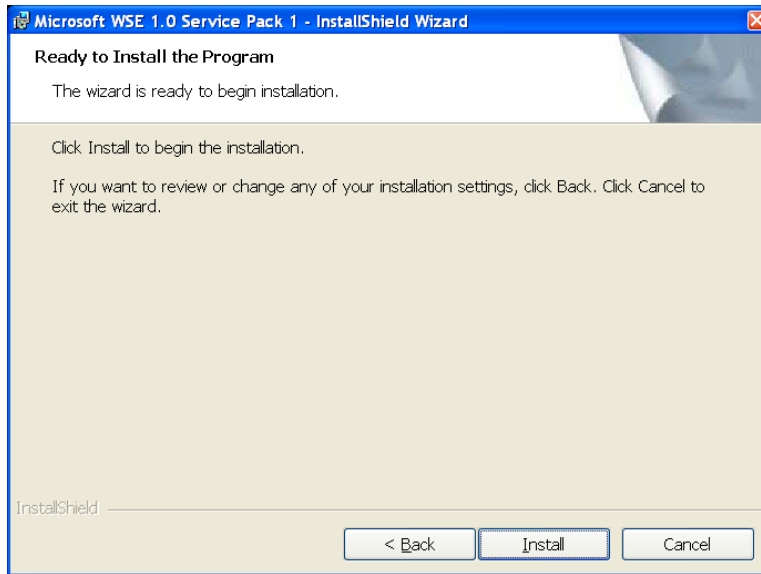 Microsoft WSE 1.0 Service Pack 1 - InstallShield Wizard
Ready to Install the Program
The wizard is ready to begin installation.
Click Install to begin the installation.
If you want to review or change any of your installation settings, click Back. Click Cancel to
exit the wizard.
InstallShield
< Back
Install
Cancel